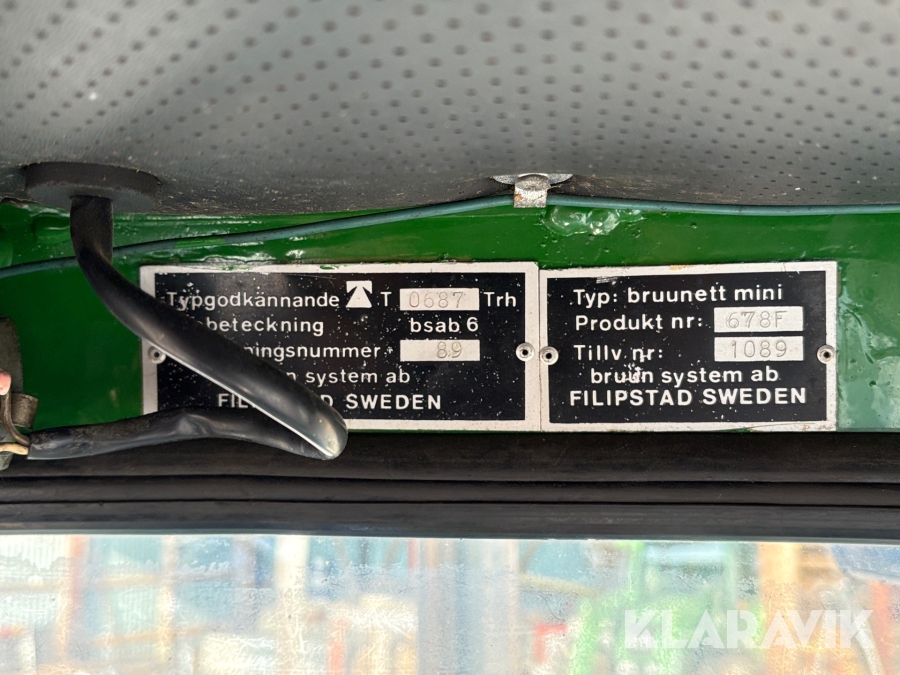 Typgodkännande T 0687 Trh
beteckning bsab 6
ningsnummer 89
n system ab
FILIPSTAD SWEDEN
Typ: bruunett mini
Produkt nr: 678F
Tillv nr: 1089
bruun system ab
FILIPSTAD SWEDEN
KLARAVIK